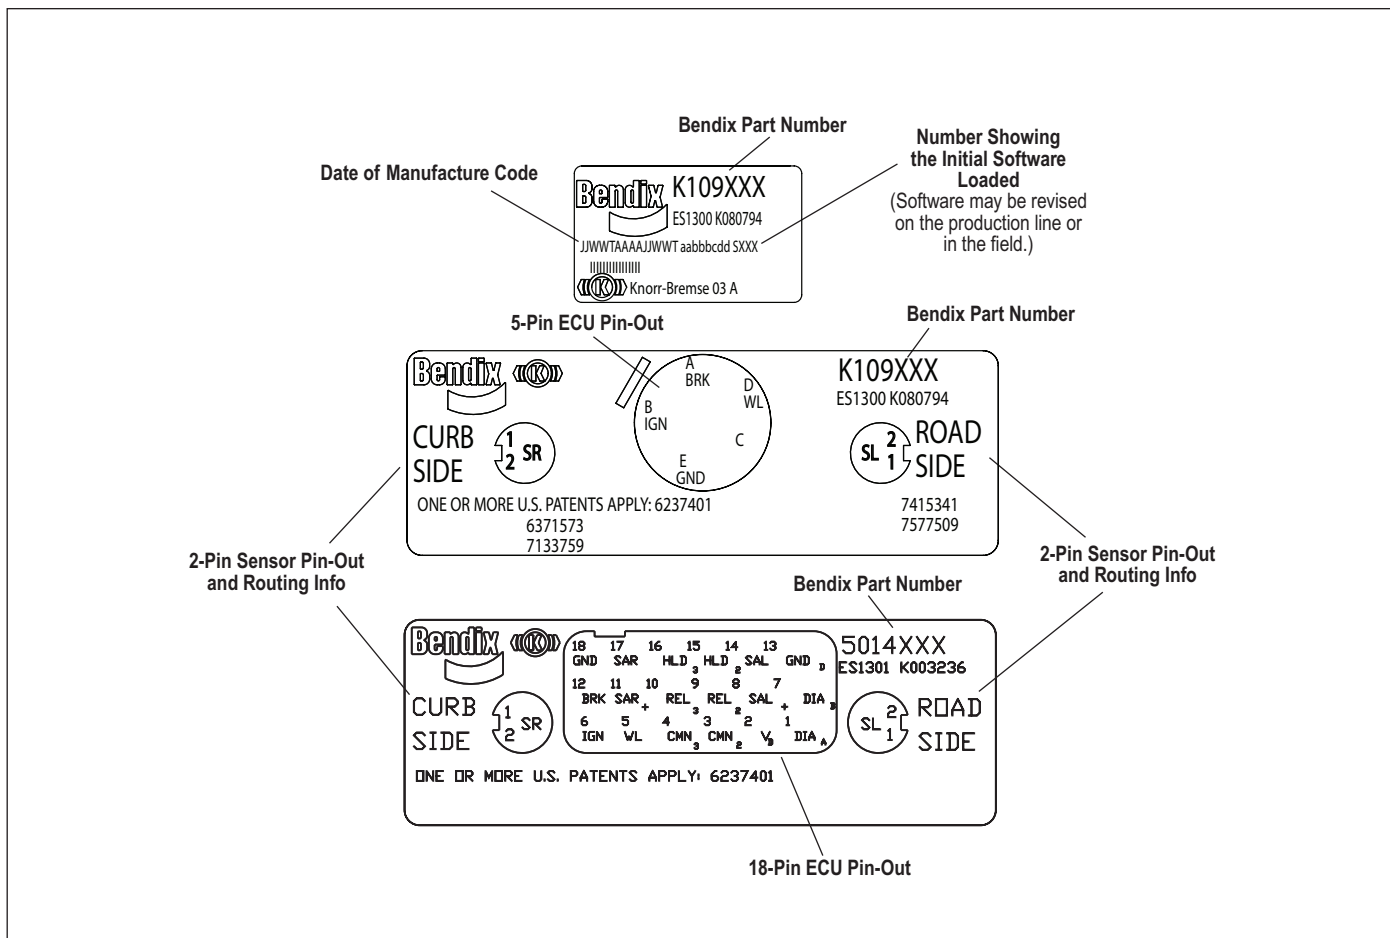 Bendix Part Number
Number Showing
the Initial Software
Loaded
(Software may be revised
on the production line or
in the field.)
Date of Manufacture Code
Bendix
K109XXX
ES1300 K080794
JJWWTAAAAJJWWT aabbbcdd SXXX
K
Knorr-Bremse 03 A
5-Pin ECU Pin-Out
Bendix Part Number
Bendix K
A
BRK
D
WL
B
IGN
C
E
GND
K109XXX
ES1300 K080794
CURB
SIDE
1
2 SR
SL 2
1
ROAD
SIDE
ONE OR MORE U.S. PATENTS APPLY: 6237401
6371573
7133759
7415341
7577509
2-Pin Sensor Pin-Out
and Routing Info
2-Pin Sensor Pin-Out
and Routing Info
Bendix Part Number
Bendix K
18 17 16 15 14 13
GND SAR HLD3 HLD2 SAL GND D
12 11 10 9 8 7
BRK SAR+ REL3 REL2 SAL+ DIA B
6 5 4 3 2 1
IGN WL CMN3 CMN2 VB DIA A
5014XXX
ES1301 K003236
CURB
SIDE
1
2 SR
SL 2
1
ROAD
SIDE
ONE OR MORE U.S. PATENTS APPLY: 6237401
18-Pin ECU Pin-Out